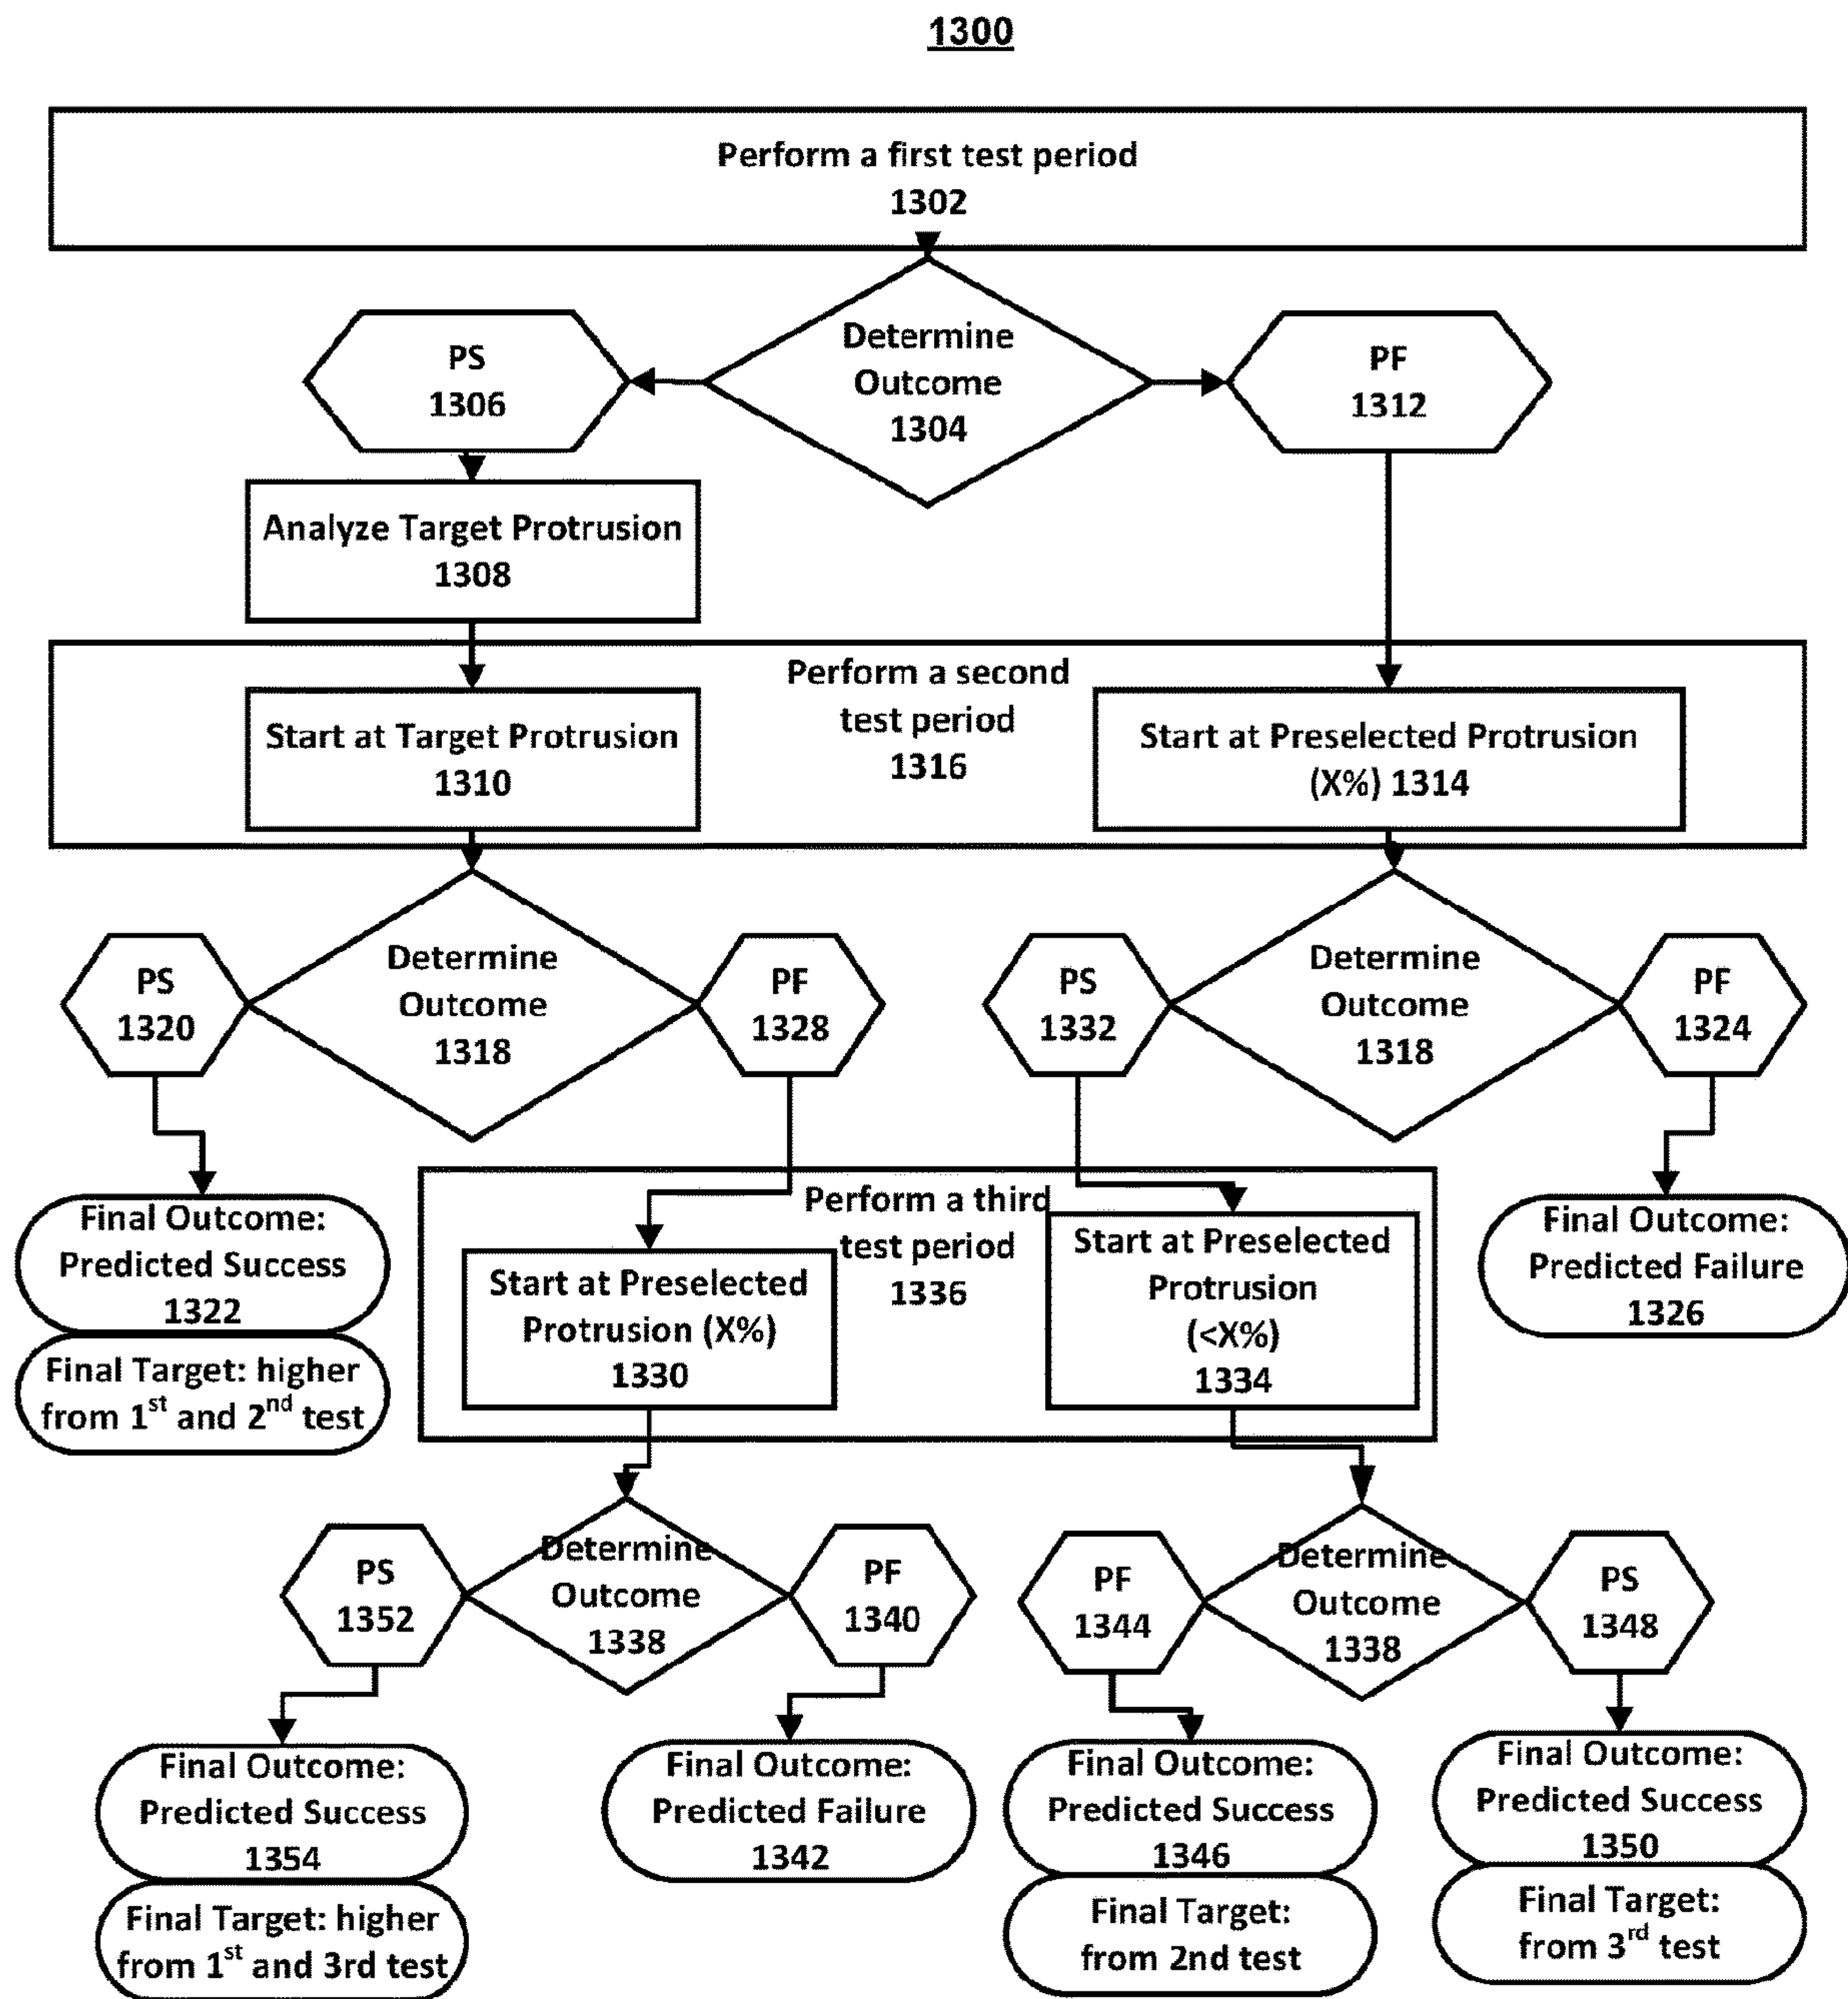 1300
Perform a first test period
1302
Determine
Outcome
1304
PS
1306
PF
1312
Analyze Target Protrusion
1308
Perform a second
test period
1316
Start at Target Protrusion
1310
Start at Preselected Protrusion
(X%) 1314
PS
1320
Determine
Outcome
1318
PF
1328
PS
1332
Determine
Outcome
1318
PF
1324
Final Outcome:
Predicted Success
1322
Final Target: higher
from 1st and 2nd test
Perform a third
test period
1336
Start at Preselected
Protrusion (X%)
1330
Start at Preselected
Protrusion
(<X%)
1334
Final Outcome:
Predicted Failure
1326
PS
1352
Determine
Outcome
1338
PF
1340
PF
1344
Determine
Outcome
1338
PS
1348
Final Outcome:
Predicted Success
1354
Final Target: higher
from 1st and 3rd test
Final Outcome:
Predicted Failure
1342
Final Outcome:
Predicted Success
1346
Final Target:
from 2nd test
Final Outcome:
Predicted Success
1350
Final Target:
from 3rd test